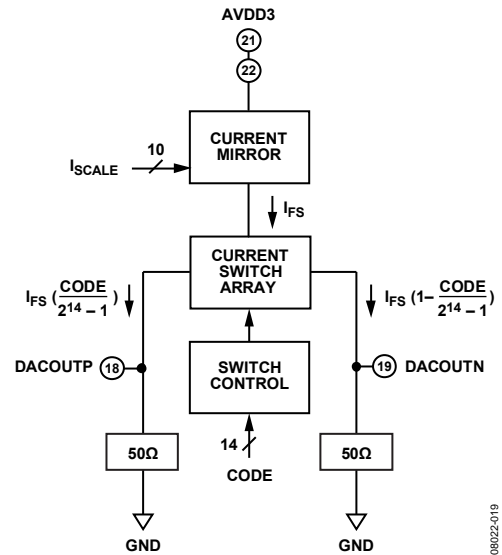 AVDD3
21
22
CURRENT
MIRROR
10
ISCALE
IFS
CURRENT
SWITCH
ARRAY
IFS (CODE / 2^14 – 1)
IFS (1– CODE / 2^14 – 1)
DACOUTP 18
19 DACOUTN
SWITCH
CONTROL
50Ω
14
CODE
50Ω
GND
GND
08022-019